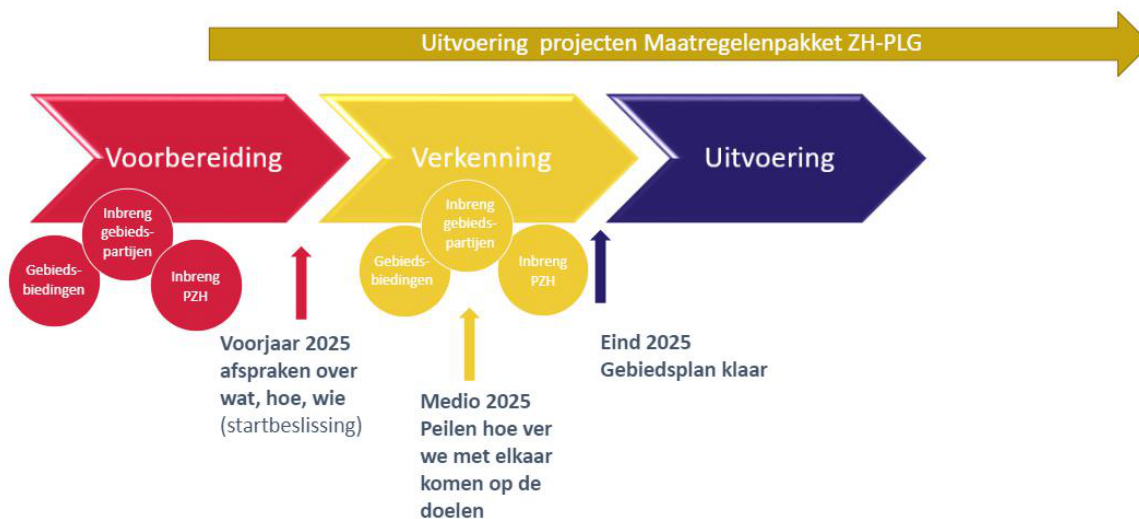 Uitvoering projecten Maatregelenpakket ZH-PLG
Voorbereiding
Verkenning
Uitvoering
Gebieds-
biedingen
Inbreng
gebieds-
partijen
Inbreng
PZH
Gebieds-
biedingen
Inbreng
gebieds-
partijen
Inbreng
PZH
Voorjaar 2025
afspraken over
wat, hoe, wie
(startbeslissing)
Medio 2025
Peilen hoe ver
we met elkaar
komen op de
doelen
Eind 2025
Gebiedsplan klaar